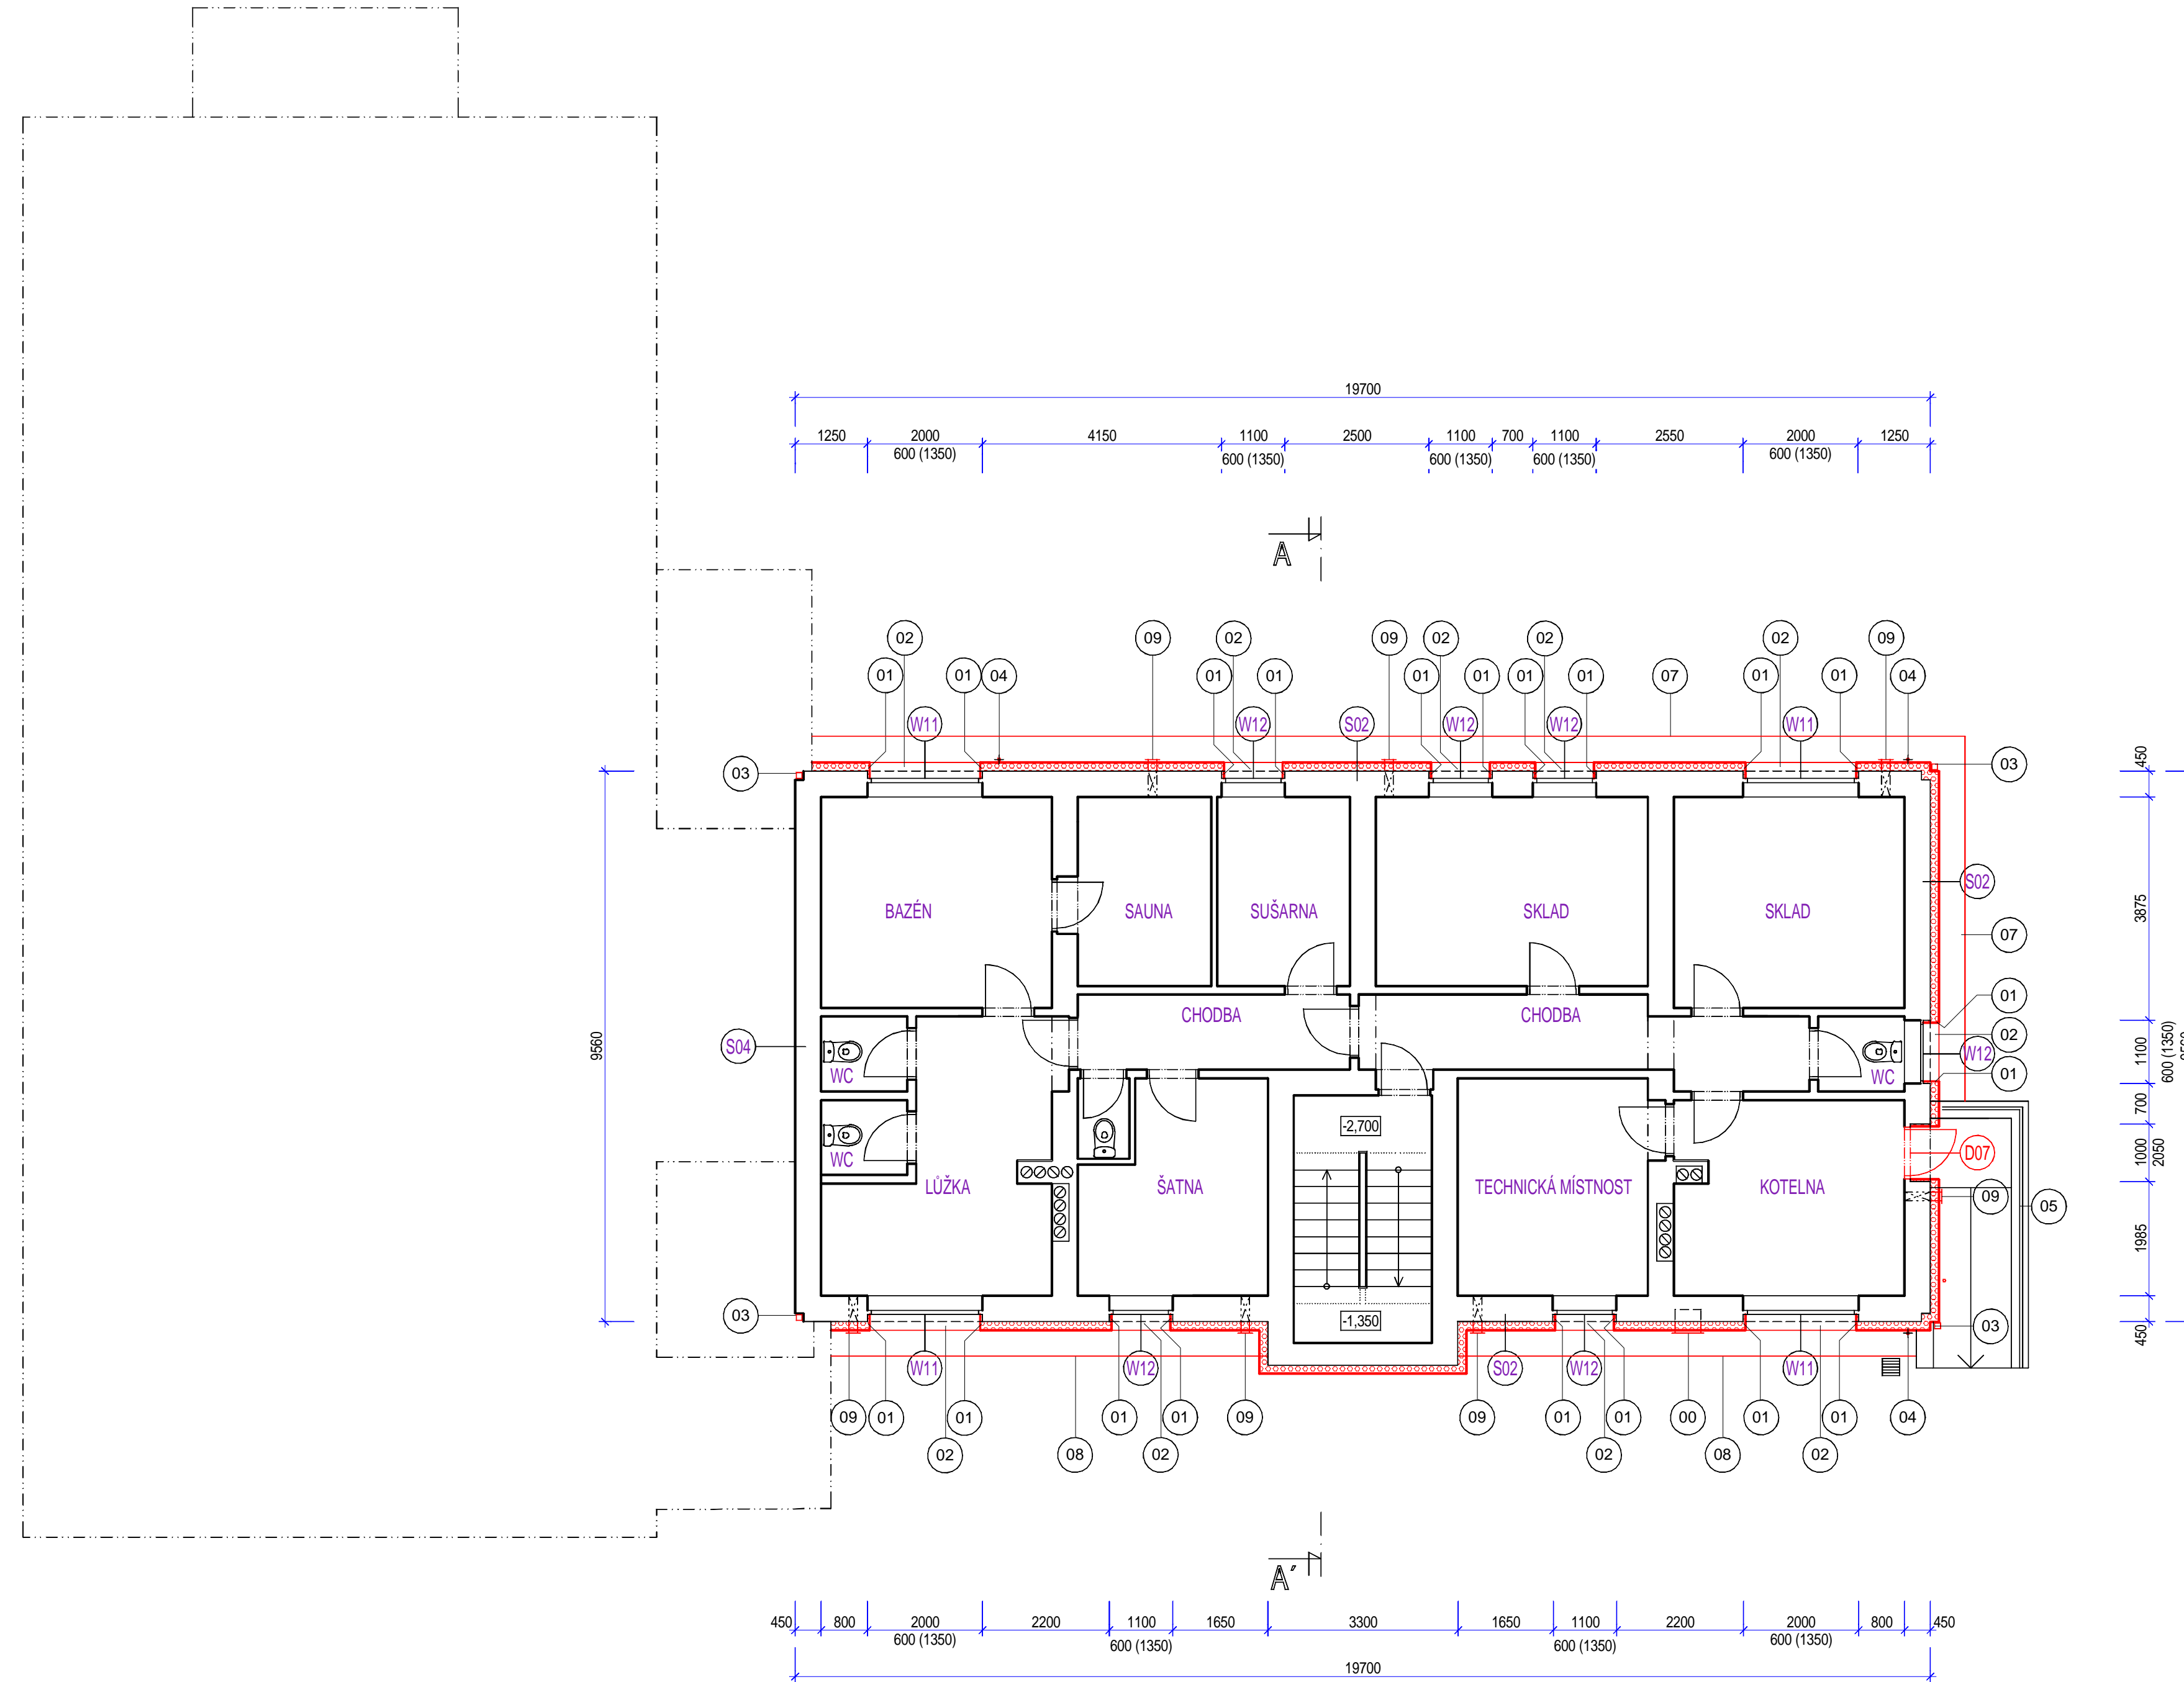 19700
1250 2000 4150 1100 2500 1100 700 1100 2550 2000 1250
600 (1350) 600 (1350) 600 (1350) 600 (1350) 600 (1350)
A
02 09 02 09 02 02 02 09
01 01 04 01 01 01 01 01 01 07 01 01 04
W11 W12 S02 W12 W12 W11
03 03
450
3875
1100
600 (1350)
700
1000
2050
1985
450
9560
S02
07
01
02
W12
01
D07
09
05
03
BAZÉN SAUNA SUŠARNA SKLAD SKLAD
CHODBA CHODBA
S04
WC WC
WC
-2,700
LŮŽKA ŠATNA TECHNICKÁ MÍSTNOST KOTELNA
-1,350
03
W11 W12 S02 W12 W11
09 01 01 01 01 09 09 01 01 00 01 01 04
02 08 02 02 08 02
A´
450 800 2000 2200 1100 1650 3300 1650 1100 2200 2000 800 450
600 (1350) 600 (1350) 600 (1350) 600 (1350)
19700